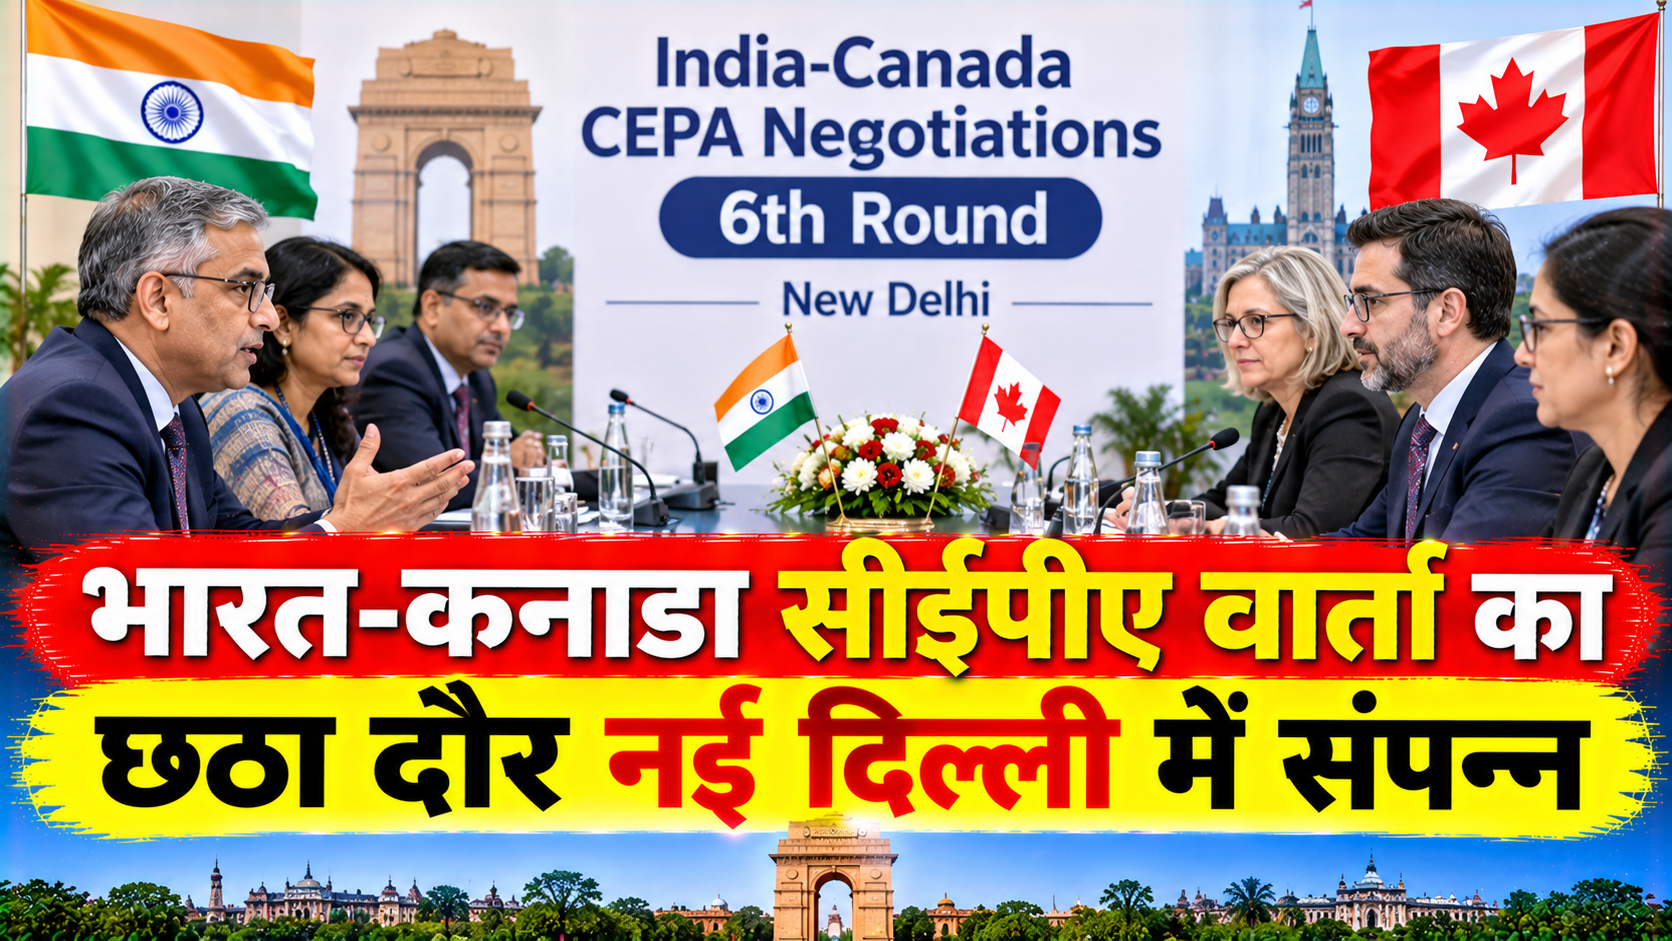 India-Canada
CEPA Negotiations
6th Round
New Delhi
भारत-कनाडा सीईपीए वार्ता का
छठा दौर नई दिल्ली में संपन्न